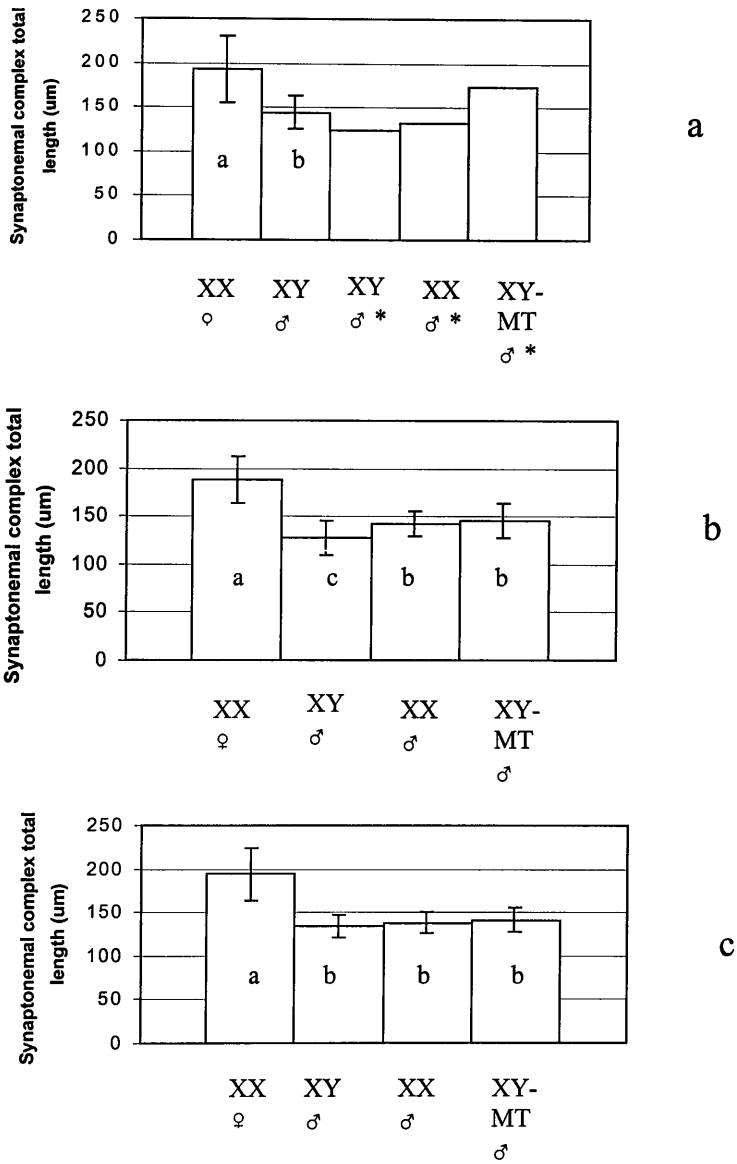 Synaptonemal complex total
length (um)
250
200
150
100
50
0
a
b
XX XY XY XX XY-
♀ ♂ ♂ * ♂ * MT
♂ *
a
Synaptonemal complex total
length (um)
250
200
150
100
50
0
a
c
b
b
XX XY XX XY-
♀ ♂ ♂ MT
♂
b
Synaptonemal complex total
length (um)
250
200
150
100
50
0
a
b
b
b
XX XY XX XY-
♀ ♂ ♂ MT
♂
c